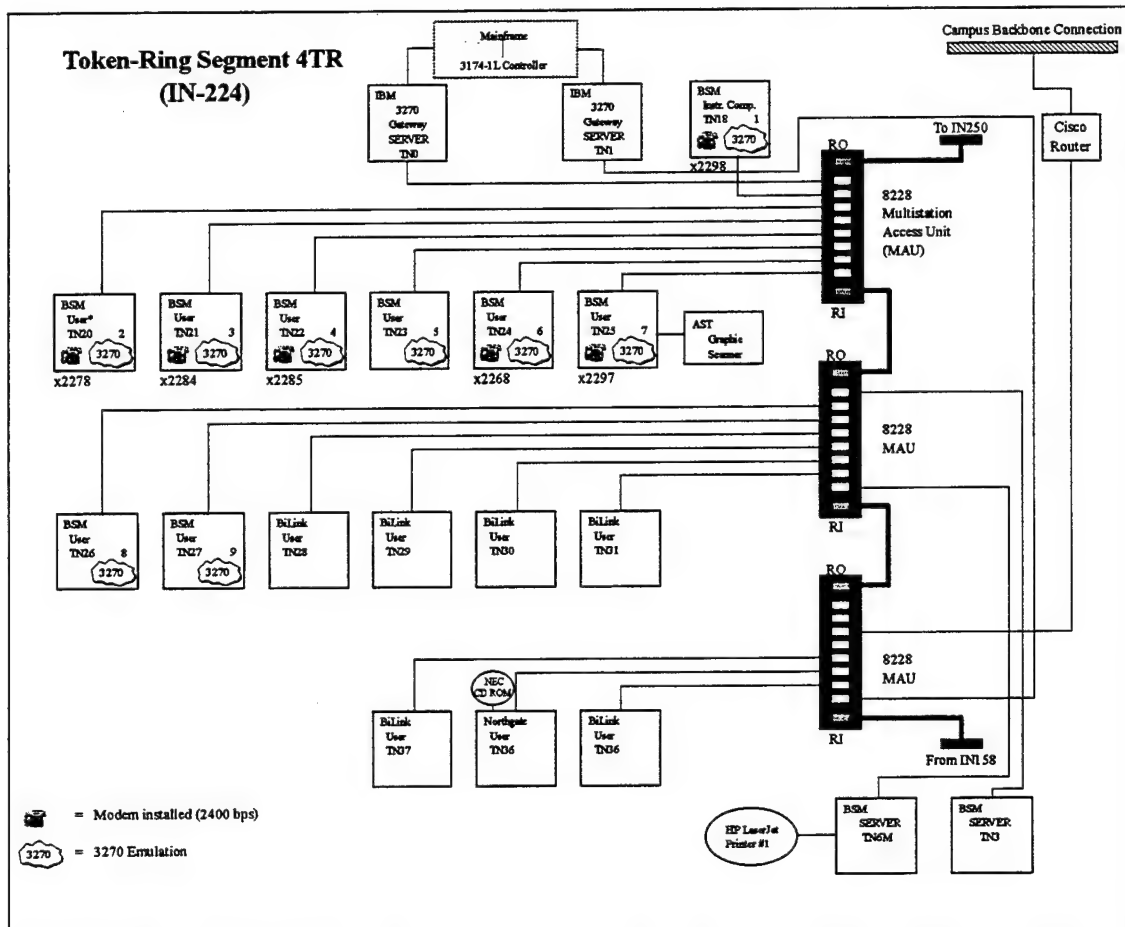 Token-Ring Segment 4TR
(IN-224)
Mainframe
3174-1L Controller
Campus Backbone Connection
IBM
3270
Gateway
SERVER
TN0
IBM
3270
Gateway
SERVER
TN1
BSM
Instr. Comp.
TN18 1
3270
x2298
To IN250
Cisco
Router
RO
8228
Multistation
Access Unit
(MAU)
RI
BSM
User*
TN20 2
3270
x2278
BSM
User
TN21 3
3270
x2284
BSM
User
TN22 4
3270
x2285
BSM
User
TN23 5
3270
BSM
User
TN24 6
3270
x2268
BSM
User
TN25 7
3270
x2297
AST
Graphic
Scanner
RO
8228
MAU
RI
BSM
User
TN26 8
3270
BSM
User
TN27 9
3270
BiLink
User
TN28
BiLink
User
TN29
BiLink
User
TN30
BiLink
User
TN31
RO
8228
MAU
RI
NEC
CD ROM
BiLink
User
TN37
Northgate
User
TN36
BiLink
User
TN36
From IN158
= Modem installed (2400 bps)
3270 = 3270 Emulation
HP LaserJet
Printer #1
BSM
SERVER
TN6M
BSM
SERVER
TN3